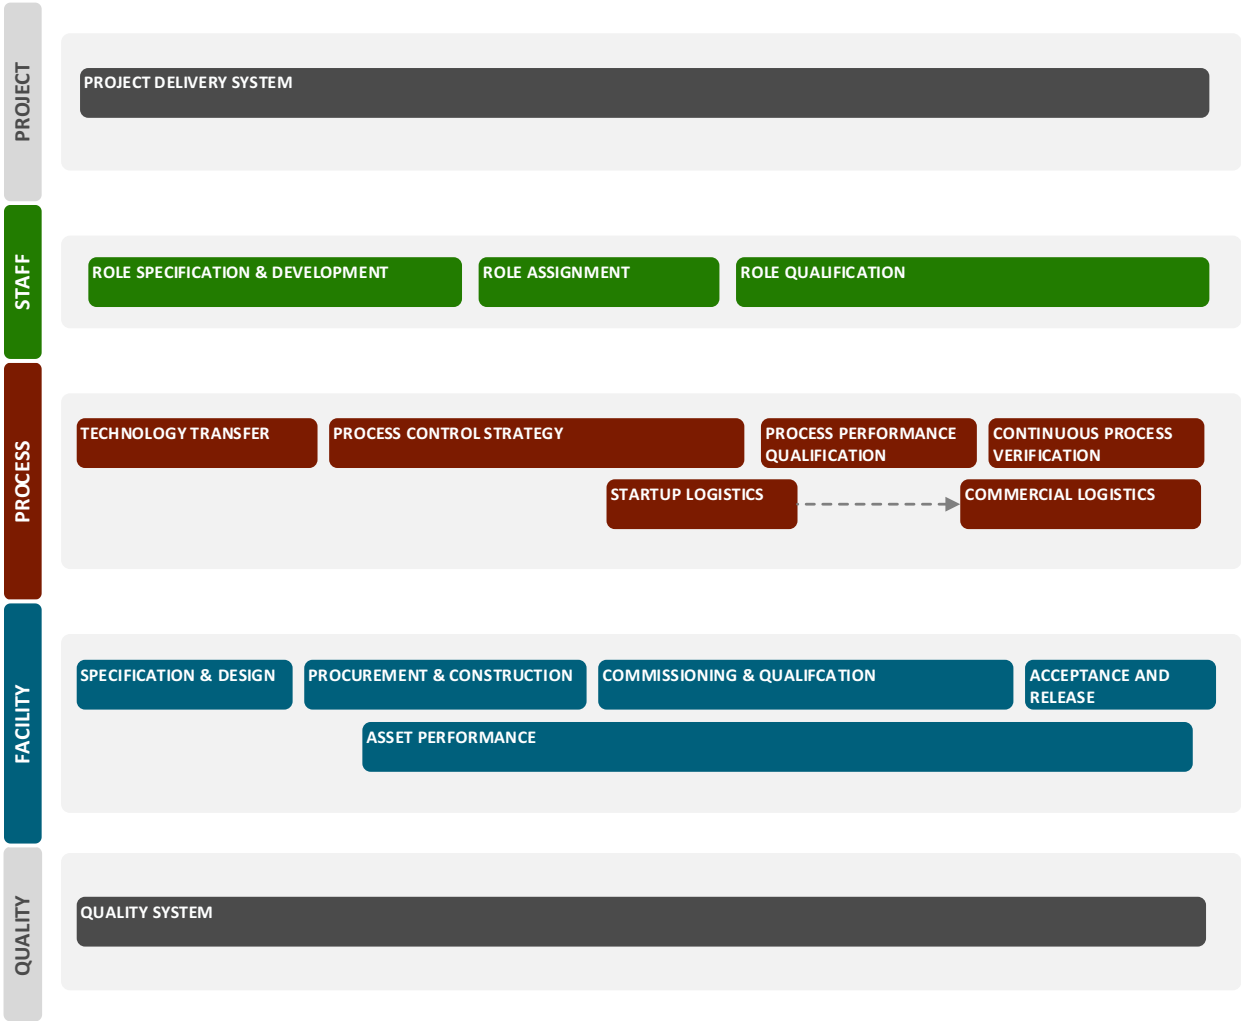 PROJECT
PROJECT DELIVERY SYSTEM
STAFF
ROLE SPECIFICATION & DEVELOPMENT
ROLE ASSIGNMENT
ROLE QUALIFICATION
PROCESS
TECHNOLOGY TRANSFER
PROCESS CONTROL STRATEGY
PROCESS PERFORMANCE
QUALIFICATION
CONTINUOUS PROCESS
VERIFICATION
STARTUP LOGISTICS
COMMERCIAL LOGISTICS
FACILITY
SPECIFICATION & DESIGN
PROCUREMENT & CONSTRUCTION
COMMISSIONING & QUALIFCATION
ACCEPTANCE AND
RELEASE
ASSET PERFORMANCE
QUALITY
QUALITY SYSTEM